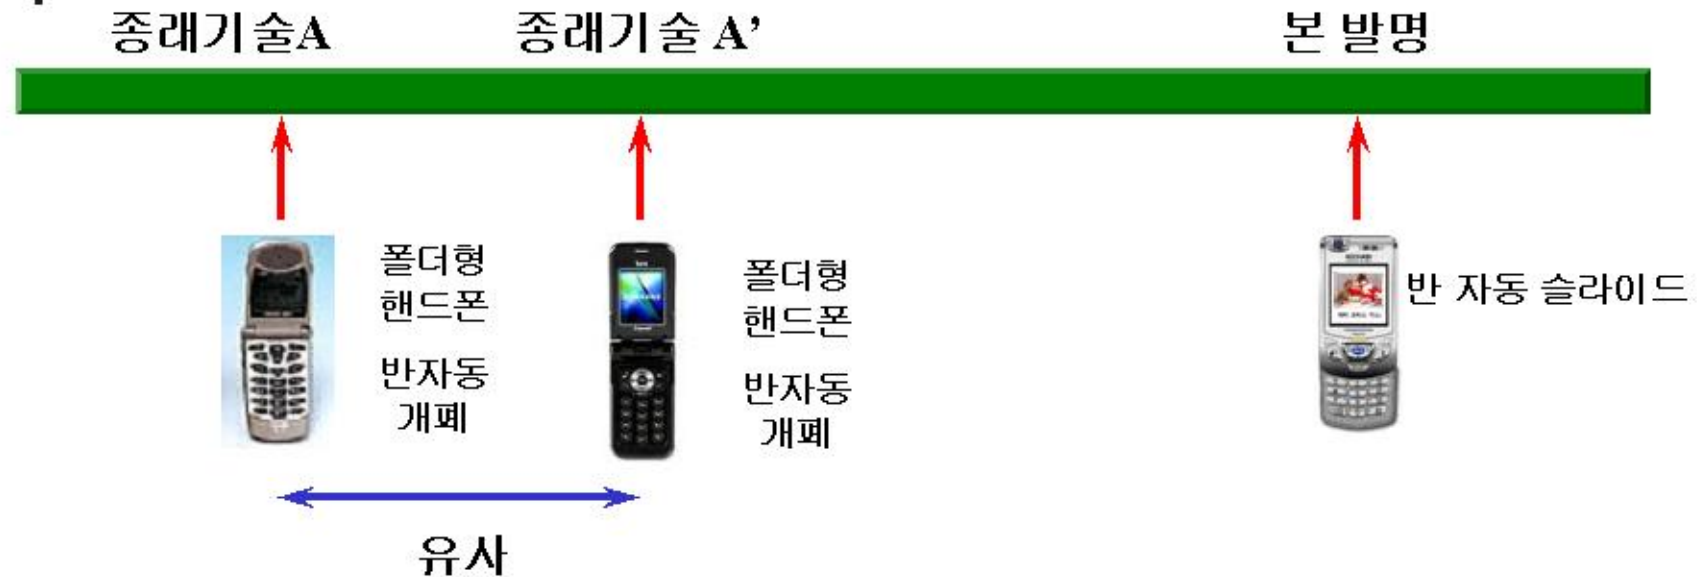 종래기술A
종래기술 A’
본 발명
폴더형
핸드폰
반자동
개폐
폴더형
핸드폰
반자동
개폐
반 자동 슬라이드
유사